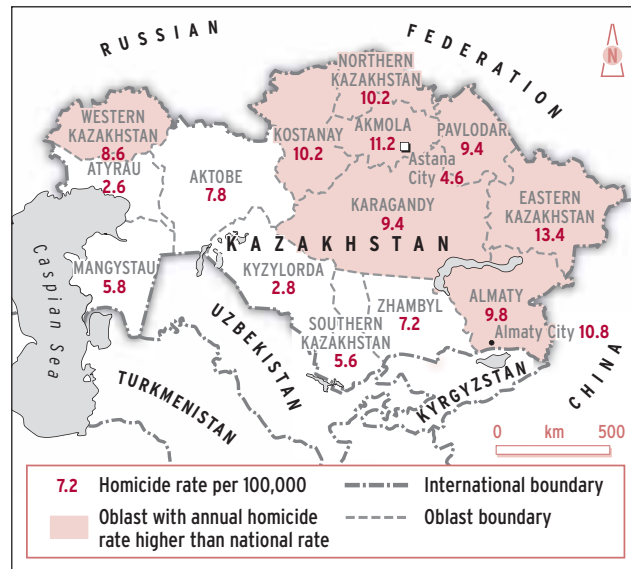 RUSSIAN FEDERATION
N
NORTHERN
KAZAKHSTAN
10.2
WESTERN
KAZAKHSTAN
8.6
KOSTANAY
10.2
AKMOLA
11.2
PAVLODAR
9.4
Astana
City 4.6
ATYRAU
2.6
AKTOBE
7.8
KARAGANDY
9.4
EASTERN
KAZAKHSTAN
13.4
KAZAKHSTAN
Caspian Sea
MANGYSTAU
5.8
KYZYLORDA
2.8
ZHAMBYL
7.2
ALMATY
9.8
Almaty City 10.8
SOUTHERN
KAZAKHSTAN
5.6
UZBEKISTAN
TURKMENISTAN
KYRGYZSTAN
CHINA
0 km 500
7.2 Homicide rate per 100,000
International boundary
Oblast with annual homicide
rate higher than national rate
Oblast boundary